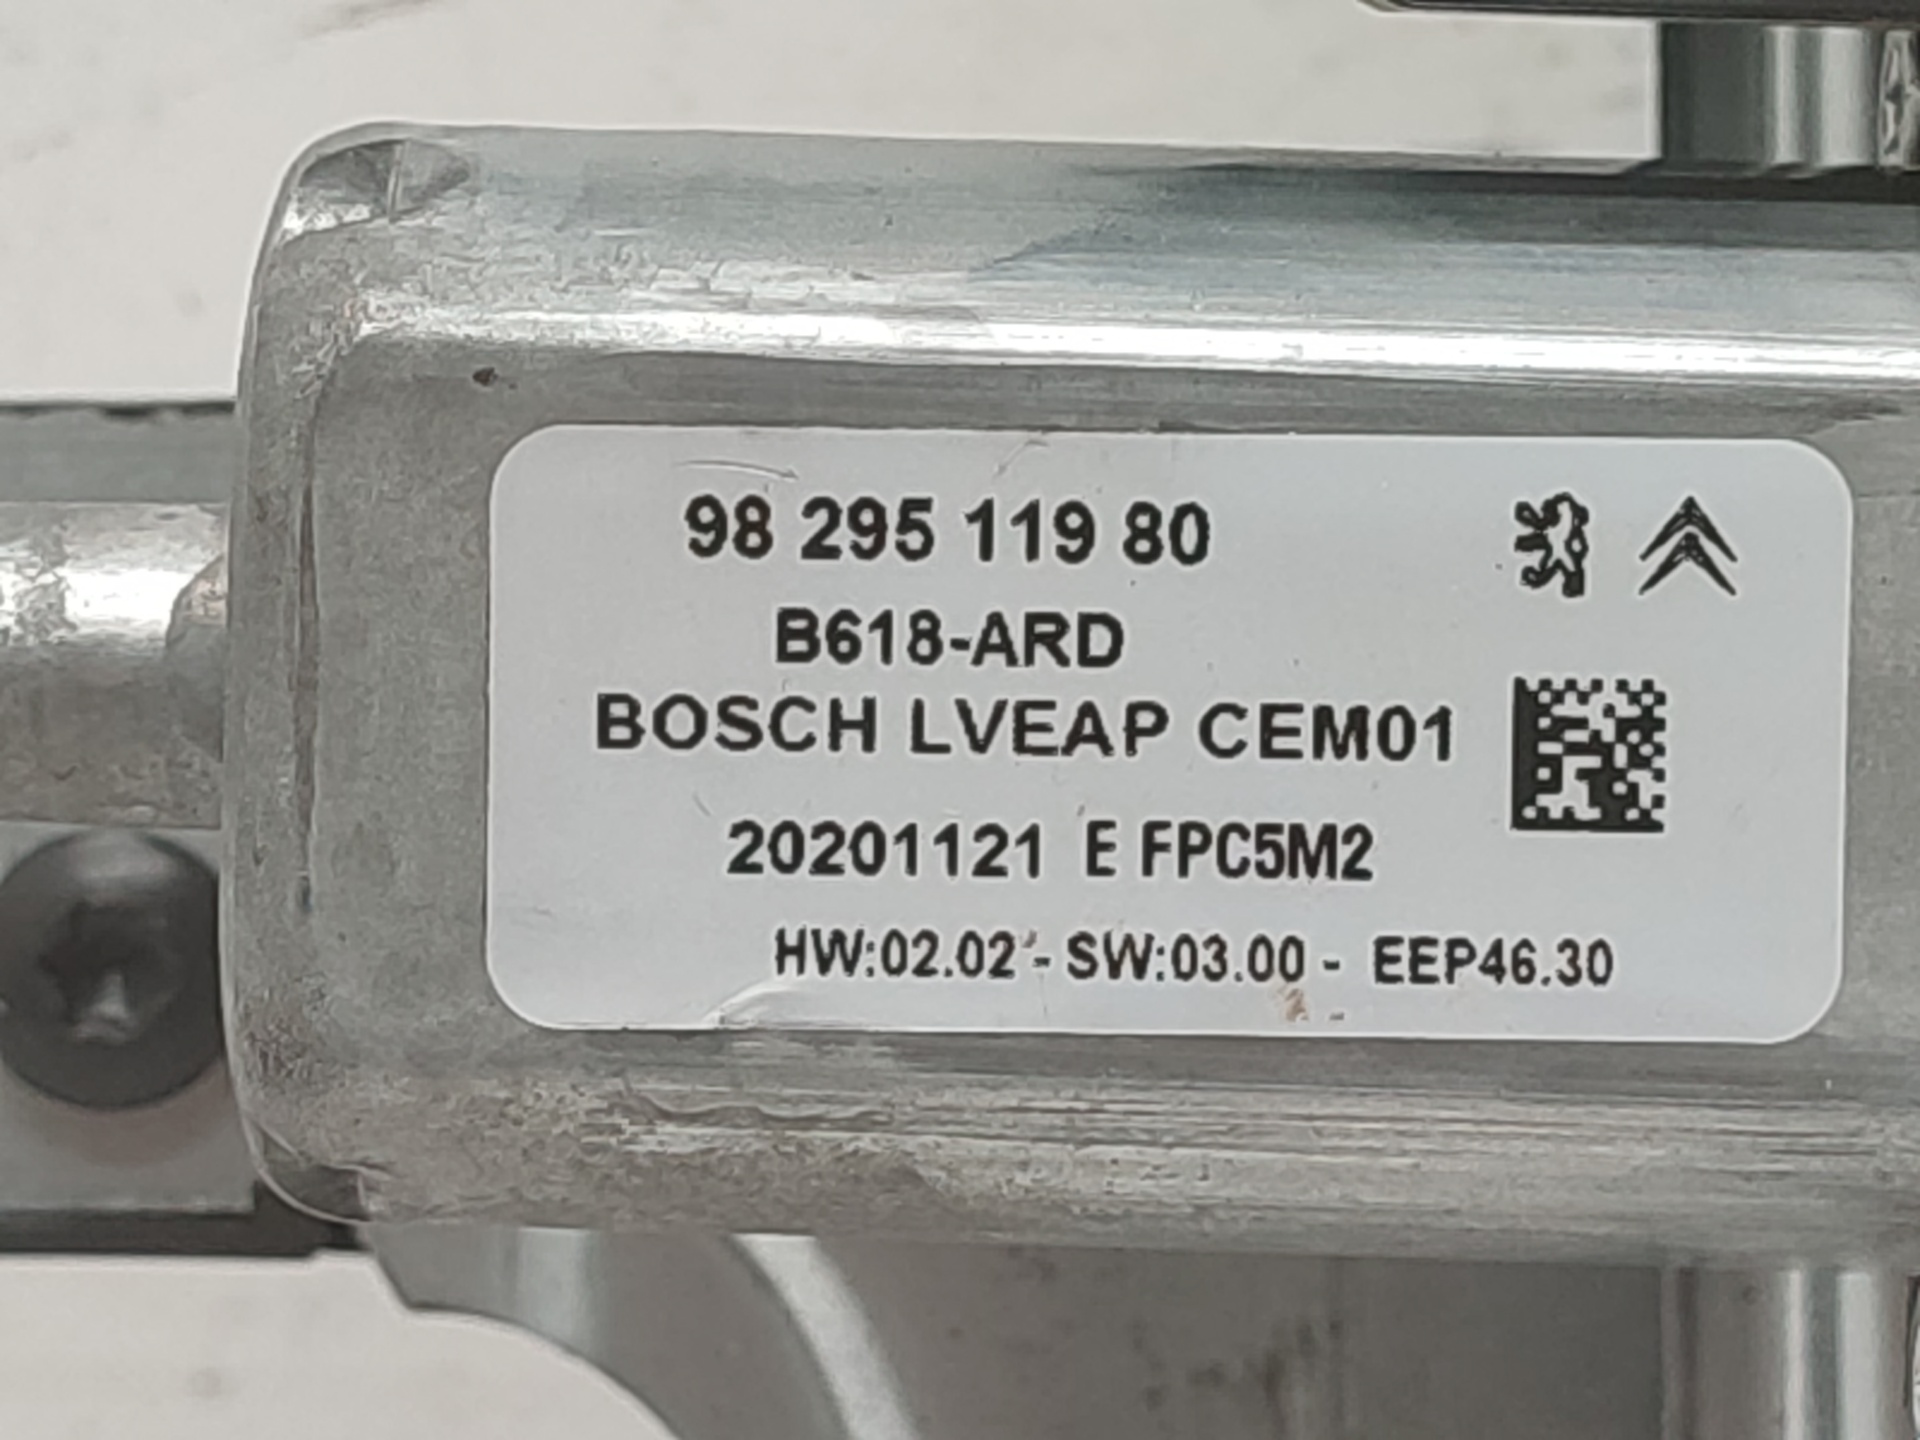 98 295 119 80
B618-ARD
BOSCH LVEAP CEM01
20201121 E FPC5M2
HW:02.02 - SW:03.00 - EEP46.30